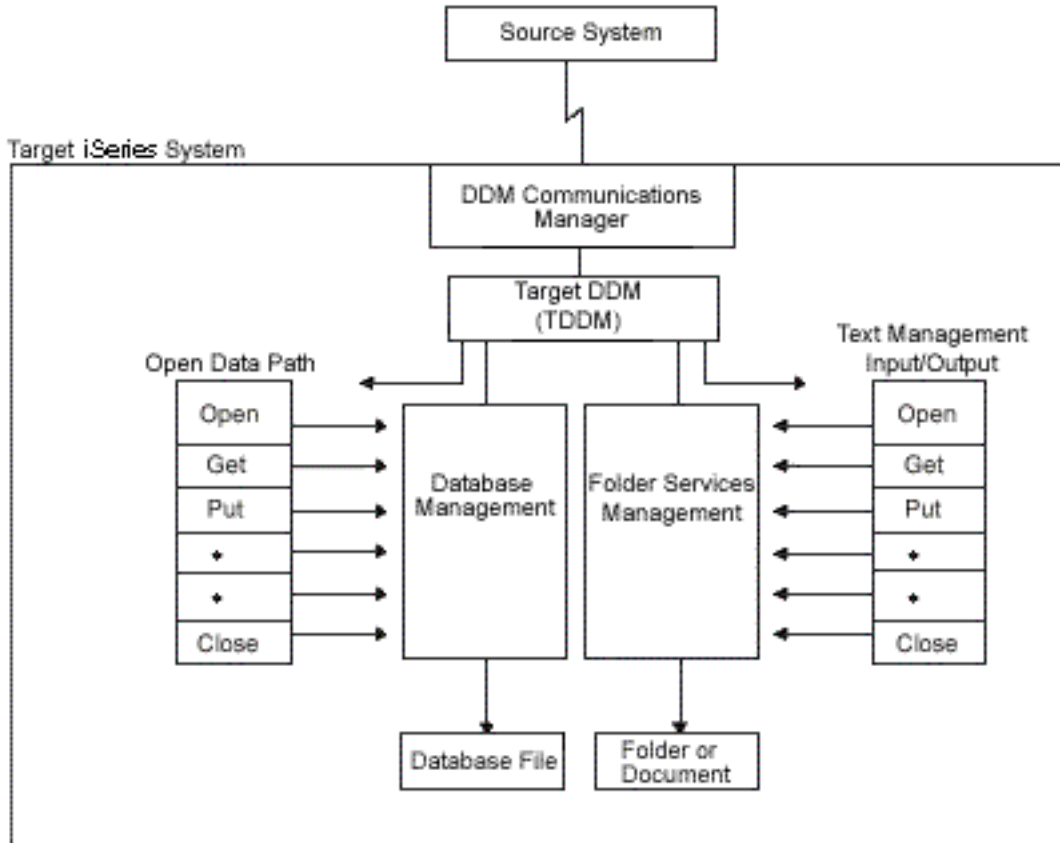 Source System
Target iSeries System
DDM Communications
Manager
Target DDM
(TDDM)
Open Data Path
Open
Get
Put
Close
Database
Management
Folder Services
Management
Text Management
Input/Output
Open
Get
Put
Close
Database File
Folder or
Document